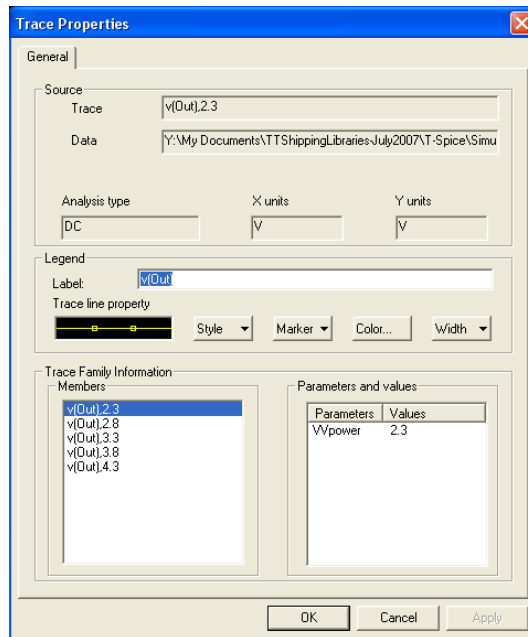 Trace Properties
General
Source
Trace
v(Out),2.3
Data
Y:\My Documents\TTShippingLibraries-July2007\T-Spice\Simu
Analysis type
X units
Y units
DC
V
V
Legend
Label:
v(Out)
Trace line property
Style
Marker
Color...
Width
Trace Family Information
Members
Parameters and values
v(Out),2.3
v(Out),2.8
v(Out),3.3
v(Out),3.8
v(Out),4.3
Parameters Values
VVpower 2.3
OK
Cancel
Apply